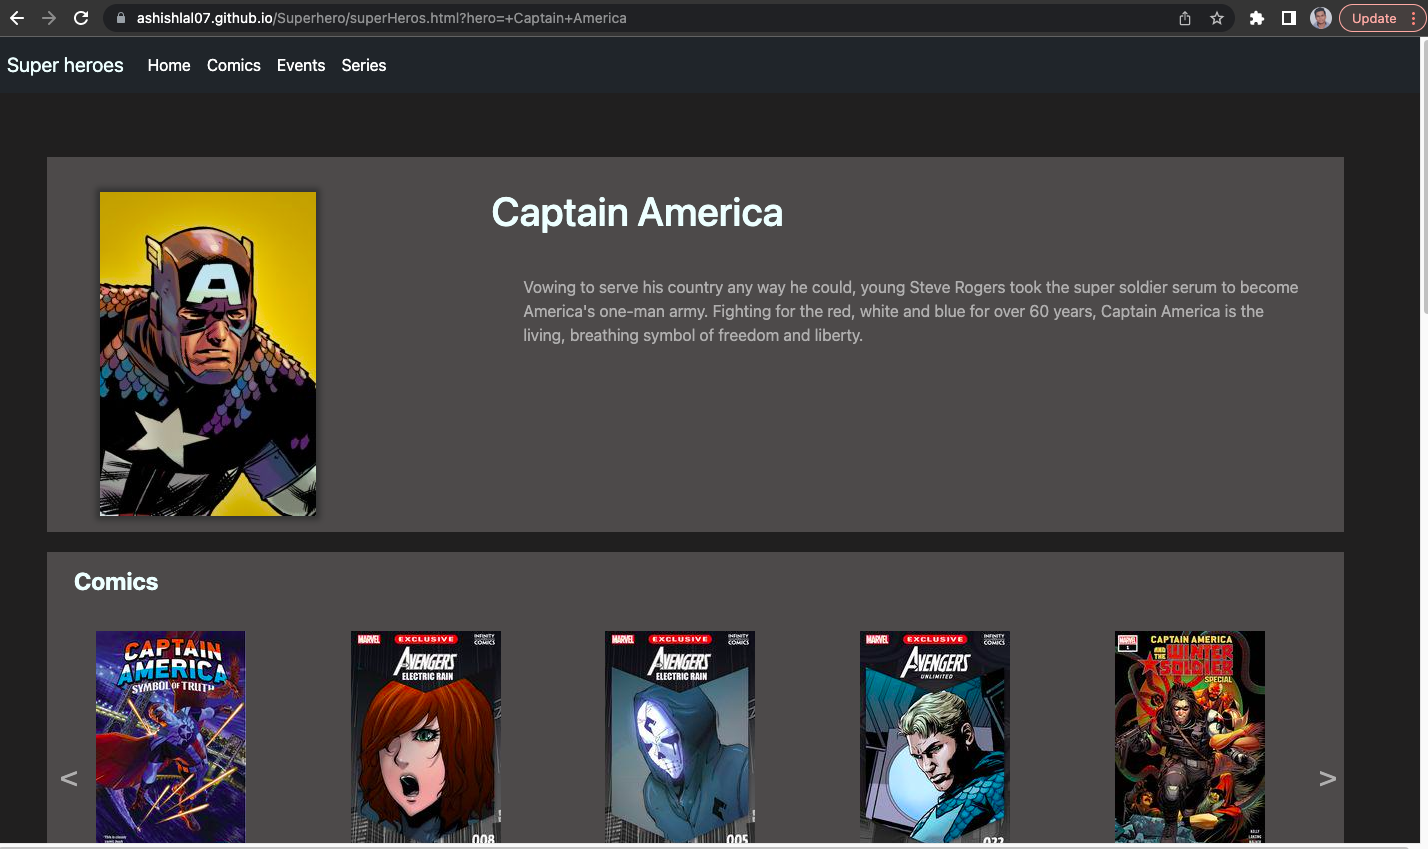 ashishlal07.github.io/Superhero/superHeros.html?hero=+Captain+America
Update
Super heroes Home Comics Events Series
Captain America
A
Vowing to serve his country any way he could, young Steve Rogers took the super soldier serum to become
America's one-man army. Fighting for the red, white and blue for over 60 years, Captain America is the
living, breathing symbol of freedom and liberty.
Comics
<
CAPTAIN
AMERICA
SYMBOL OF TRUTH
MARVEL EXCLUSIVE INFINITY COMICS
AVENGERS
ELECTRIC RAIN
008
MARVEL EXCLUSIVE INFINITY COMICS
AVENGERS
ELECTRIC RAIN
005
MARVEL EXCLUSIVE INFINITY COMICS
AVENGERS
UNLIMITED
022
MARVEL
1
CAPTAIN AMERICA
AND THE WINTER
SOLDIER
SPECIAL
KELLY
LANZING
>